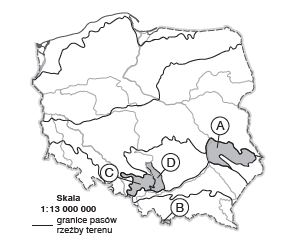 A
D
C
B
Skala
1:13 000 000
granice pasów
rzeźby terenu